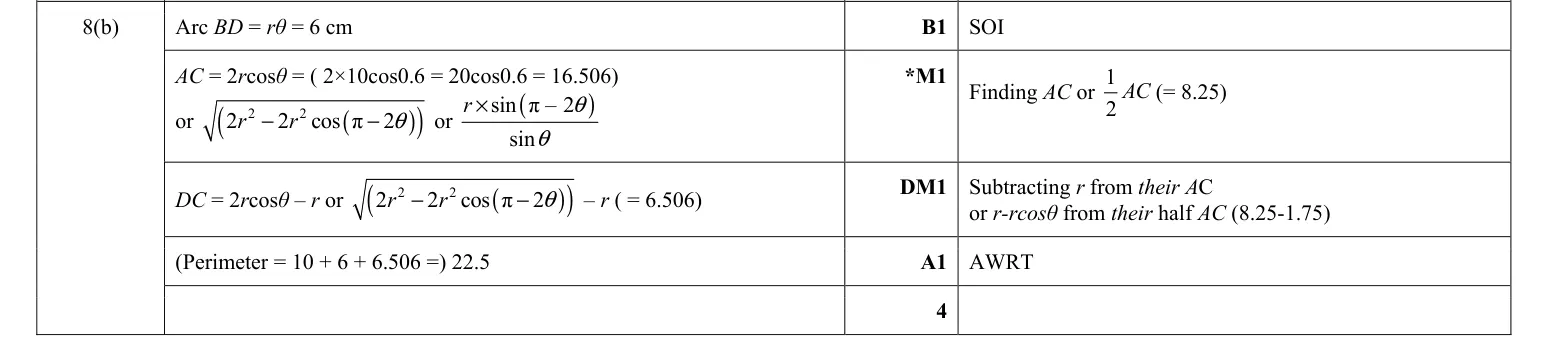 8(b) Arc BD = rθ = 6 cm B1 SOI
AC = 2rcosθ = ( 2×10cos0.6 = 20cos0.6 = 16.506) *M1 Finding AC or 1/2 AC (= 8.25)
or √(2r² − 2r² cos(π − 2θ)) or r × sin(π – 2θ)/sinθ
DC = 2rcosθ – r or √(2r² − 2r² cos(π − 2θ)) – r ( = 6.506) DM1 Subtracting r from their AC
or r-rcosθ from their half AC (8.25-1.75)
(Perimeter = 10 + 6 + 6.506 =) 22.5 A1 AWRT
4